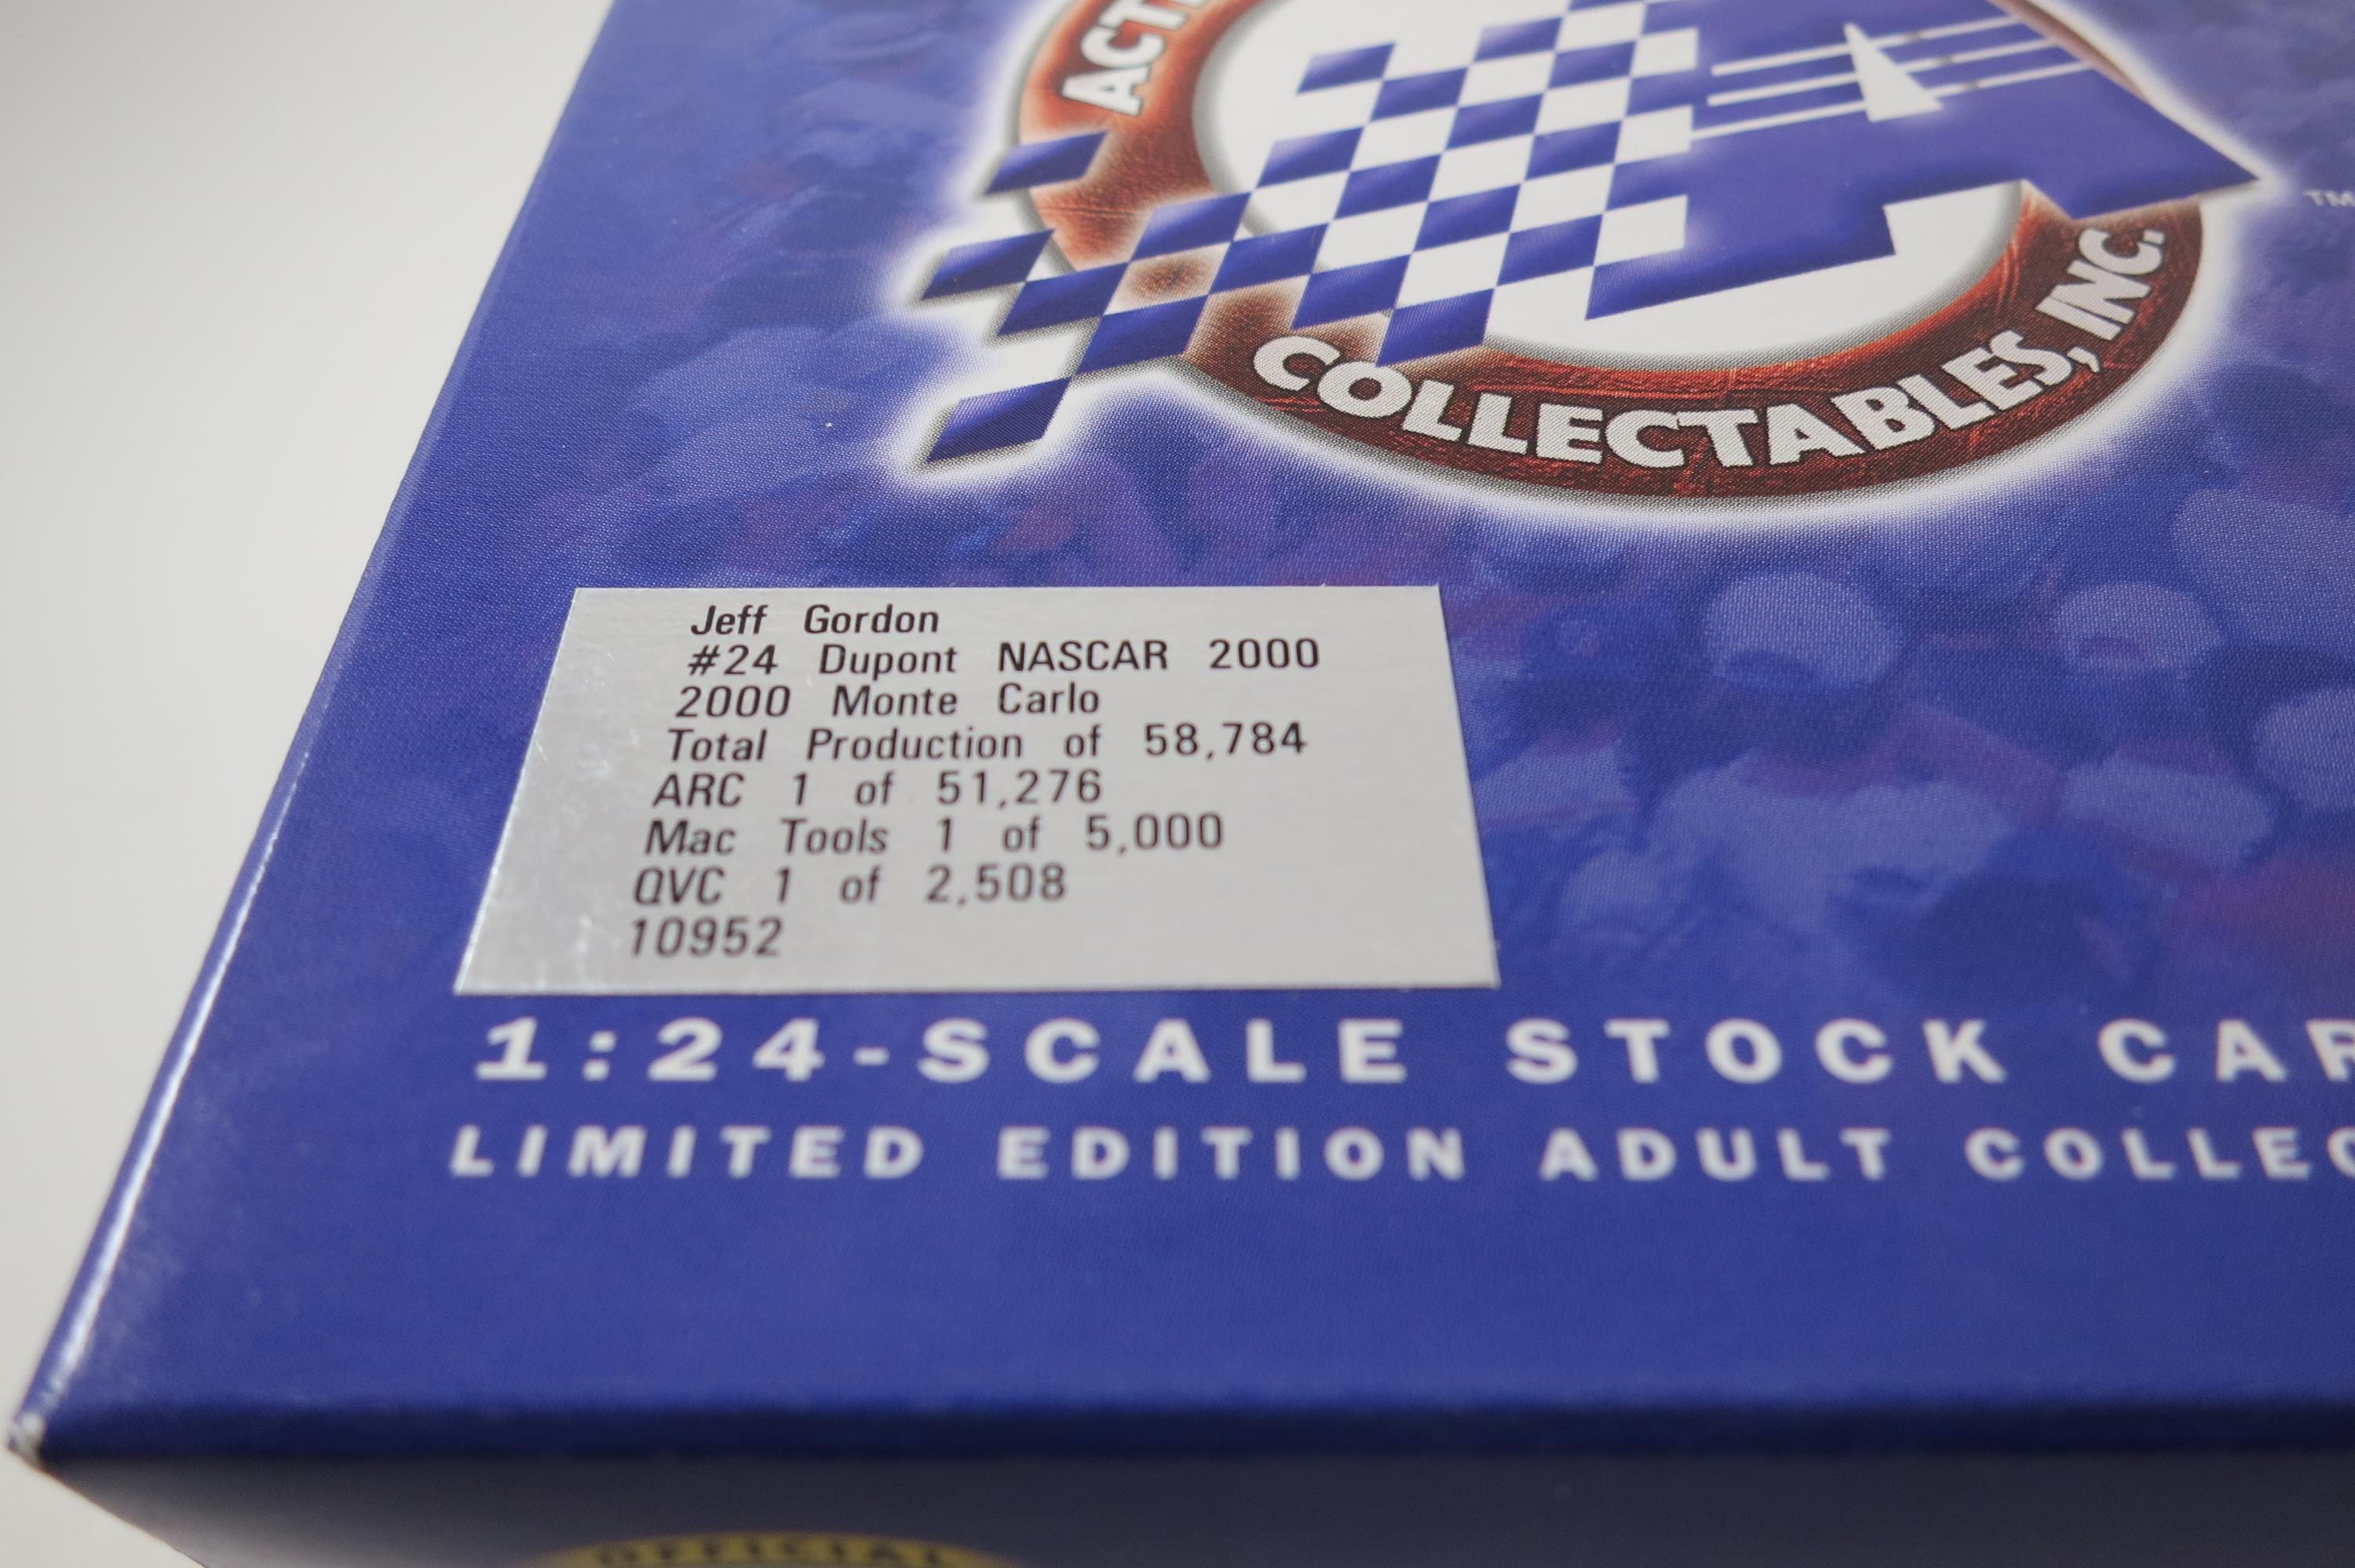 TM
COLLECTABLES, INC.
Jeff Gordon
#24 Dupont NASCAR 2000
2000 Monte Carlo
Total Production of 58,784
ARC 1 of 51,276
Mac Tools 1 of 5,000
QVC 1 of 2,508
10952
1:24-SCALE STOCK CAR
LIMITED EDITION ADULT COLLEC
OFFICIAL